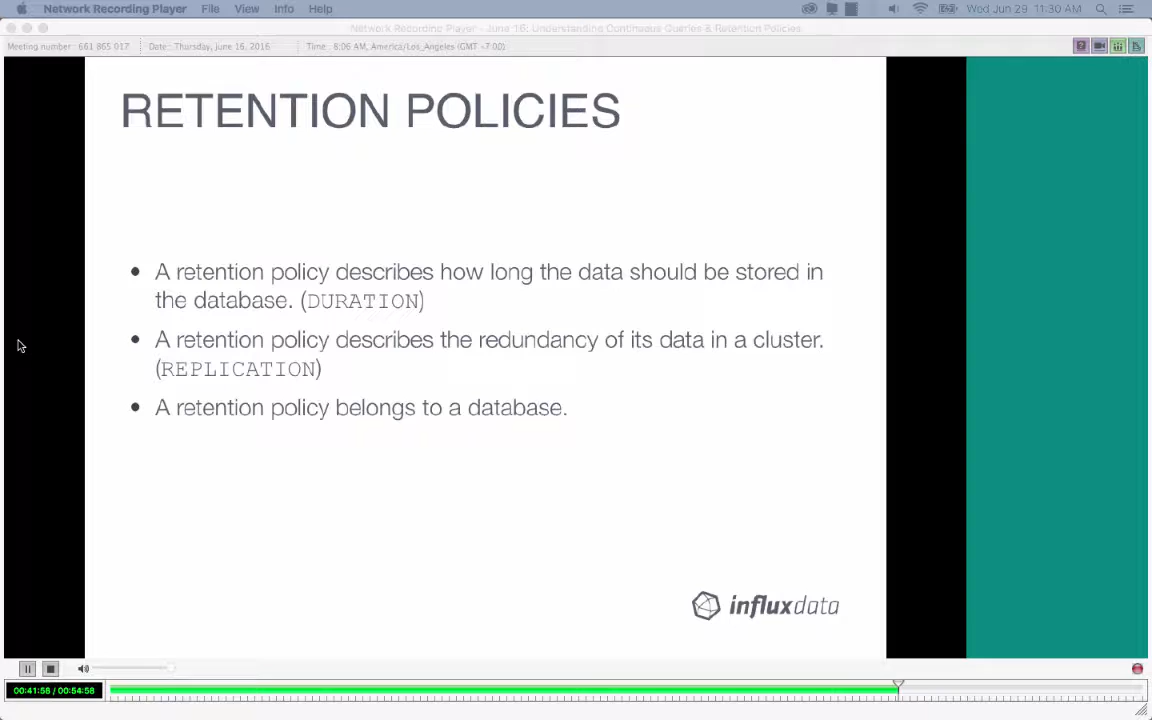 Network Recording Player File View Info Help Wed Jun 29 11:30 AM
Network Recording Player - June 16: Understanding Continuous Queries & Retention Policies
Meeting number: 661 865 017 Date: Thursday, june 16, 2016 Time: 6:06 AM, America/Los_Angeles (GMT -7:00)
RETENTION POLICIES
• A retention policy describes how long the data should be stored in
the database. (DURATION)
• A retention policy describes the redundancy of its data in a cluster.
(REPLICATION)
• A retention policy belongs to a database.
influxdata
00:41:58 / 00:54:58